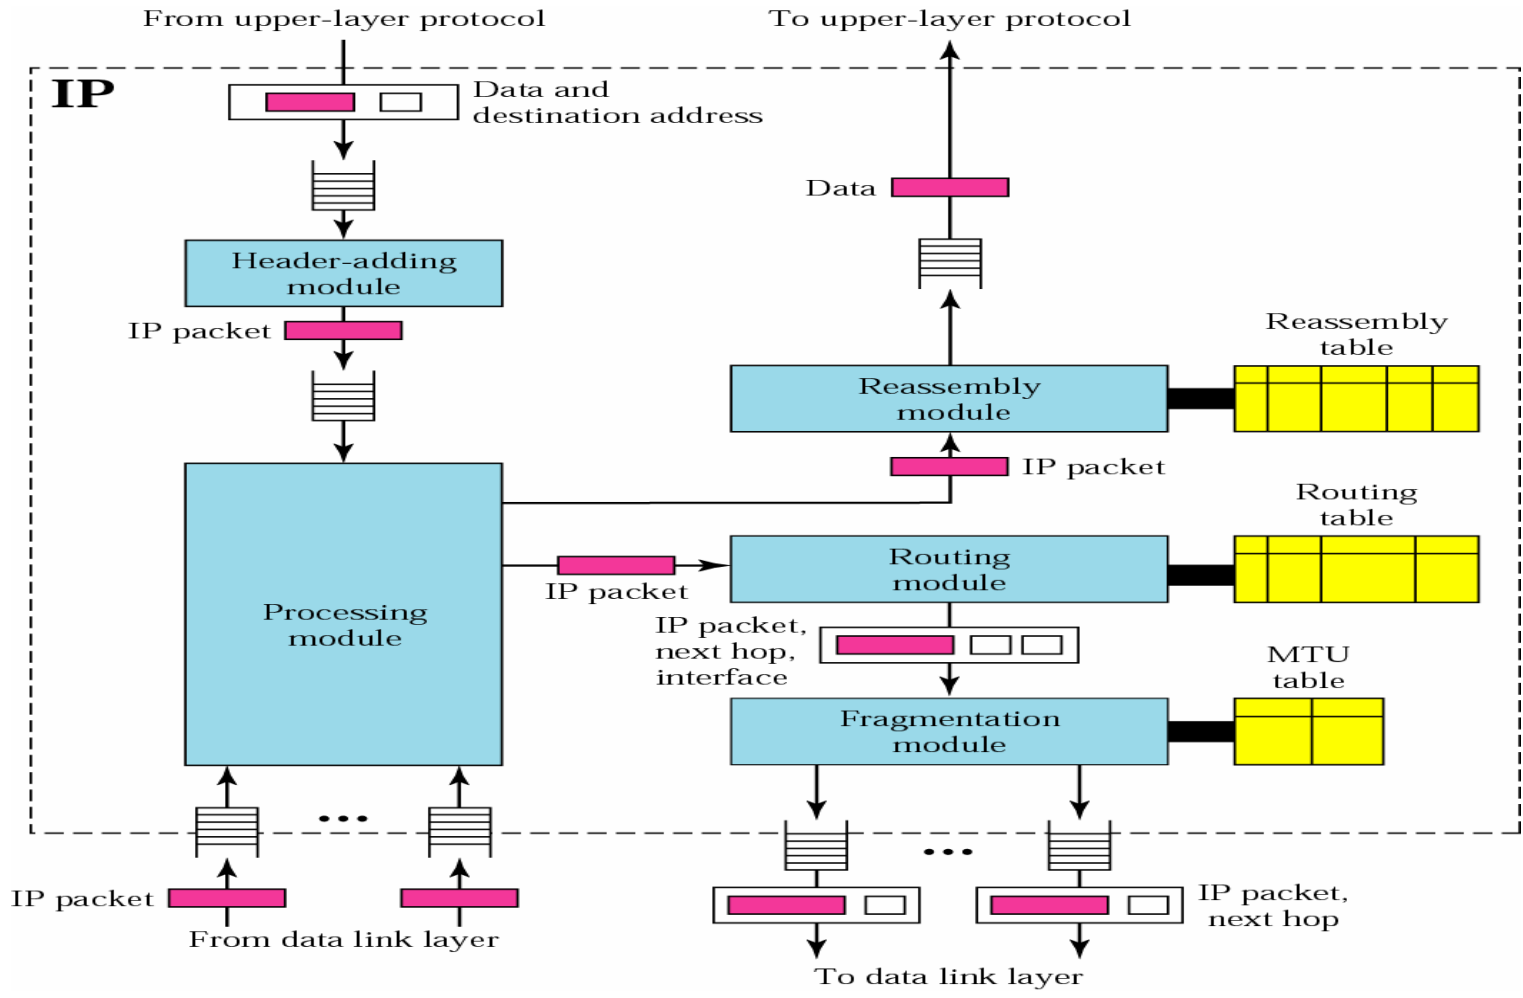 From upper-layer protocol
To upper-layer protocol
IP
Data and
destination address
Data
Header-adding
module
IP packet
Reassembly
table
Reassembly
module
IP packet
Routing
table
Routing
module
IP packet
Processing
module
IP packet,
next hop,
interface
MTU
table
Fragmentation
module
IP packet
From data link layer
IP packet,
next hop
To data link layer